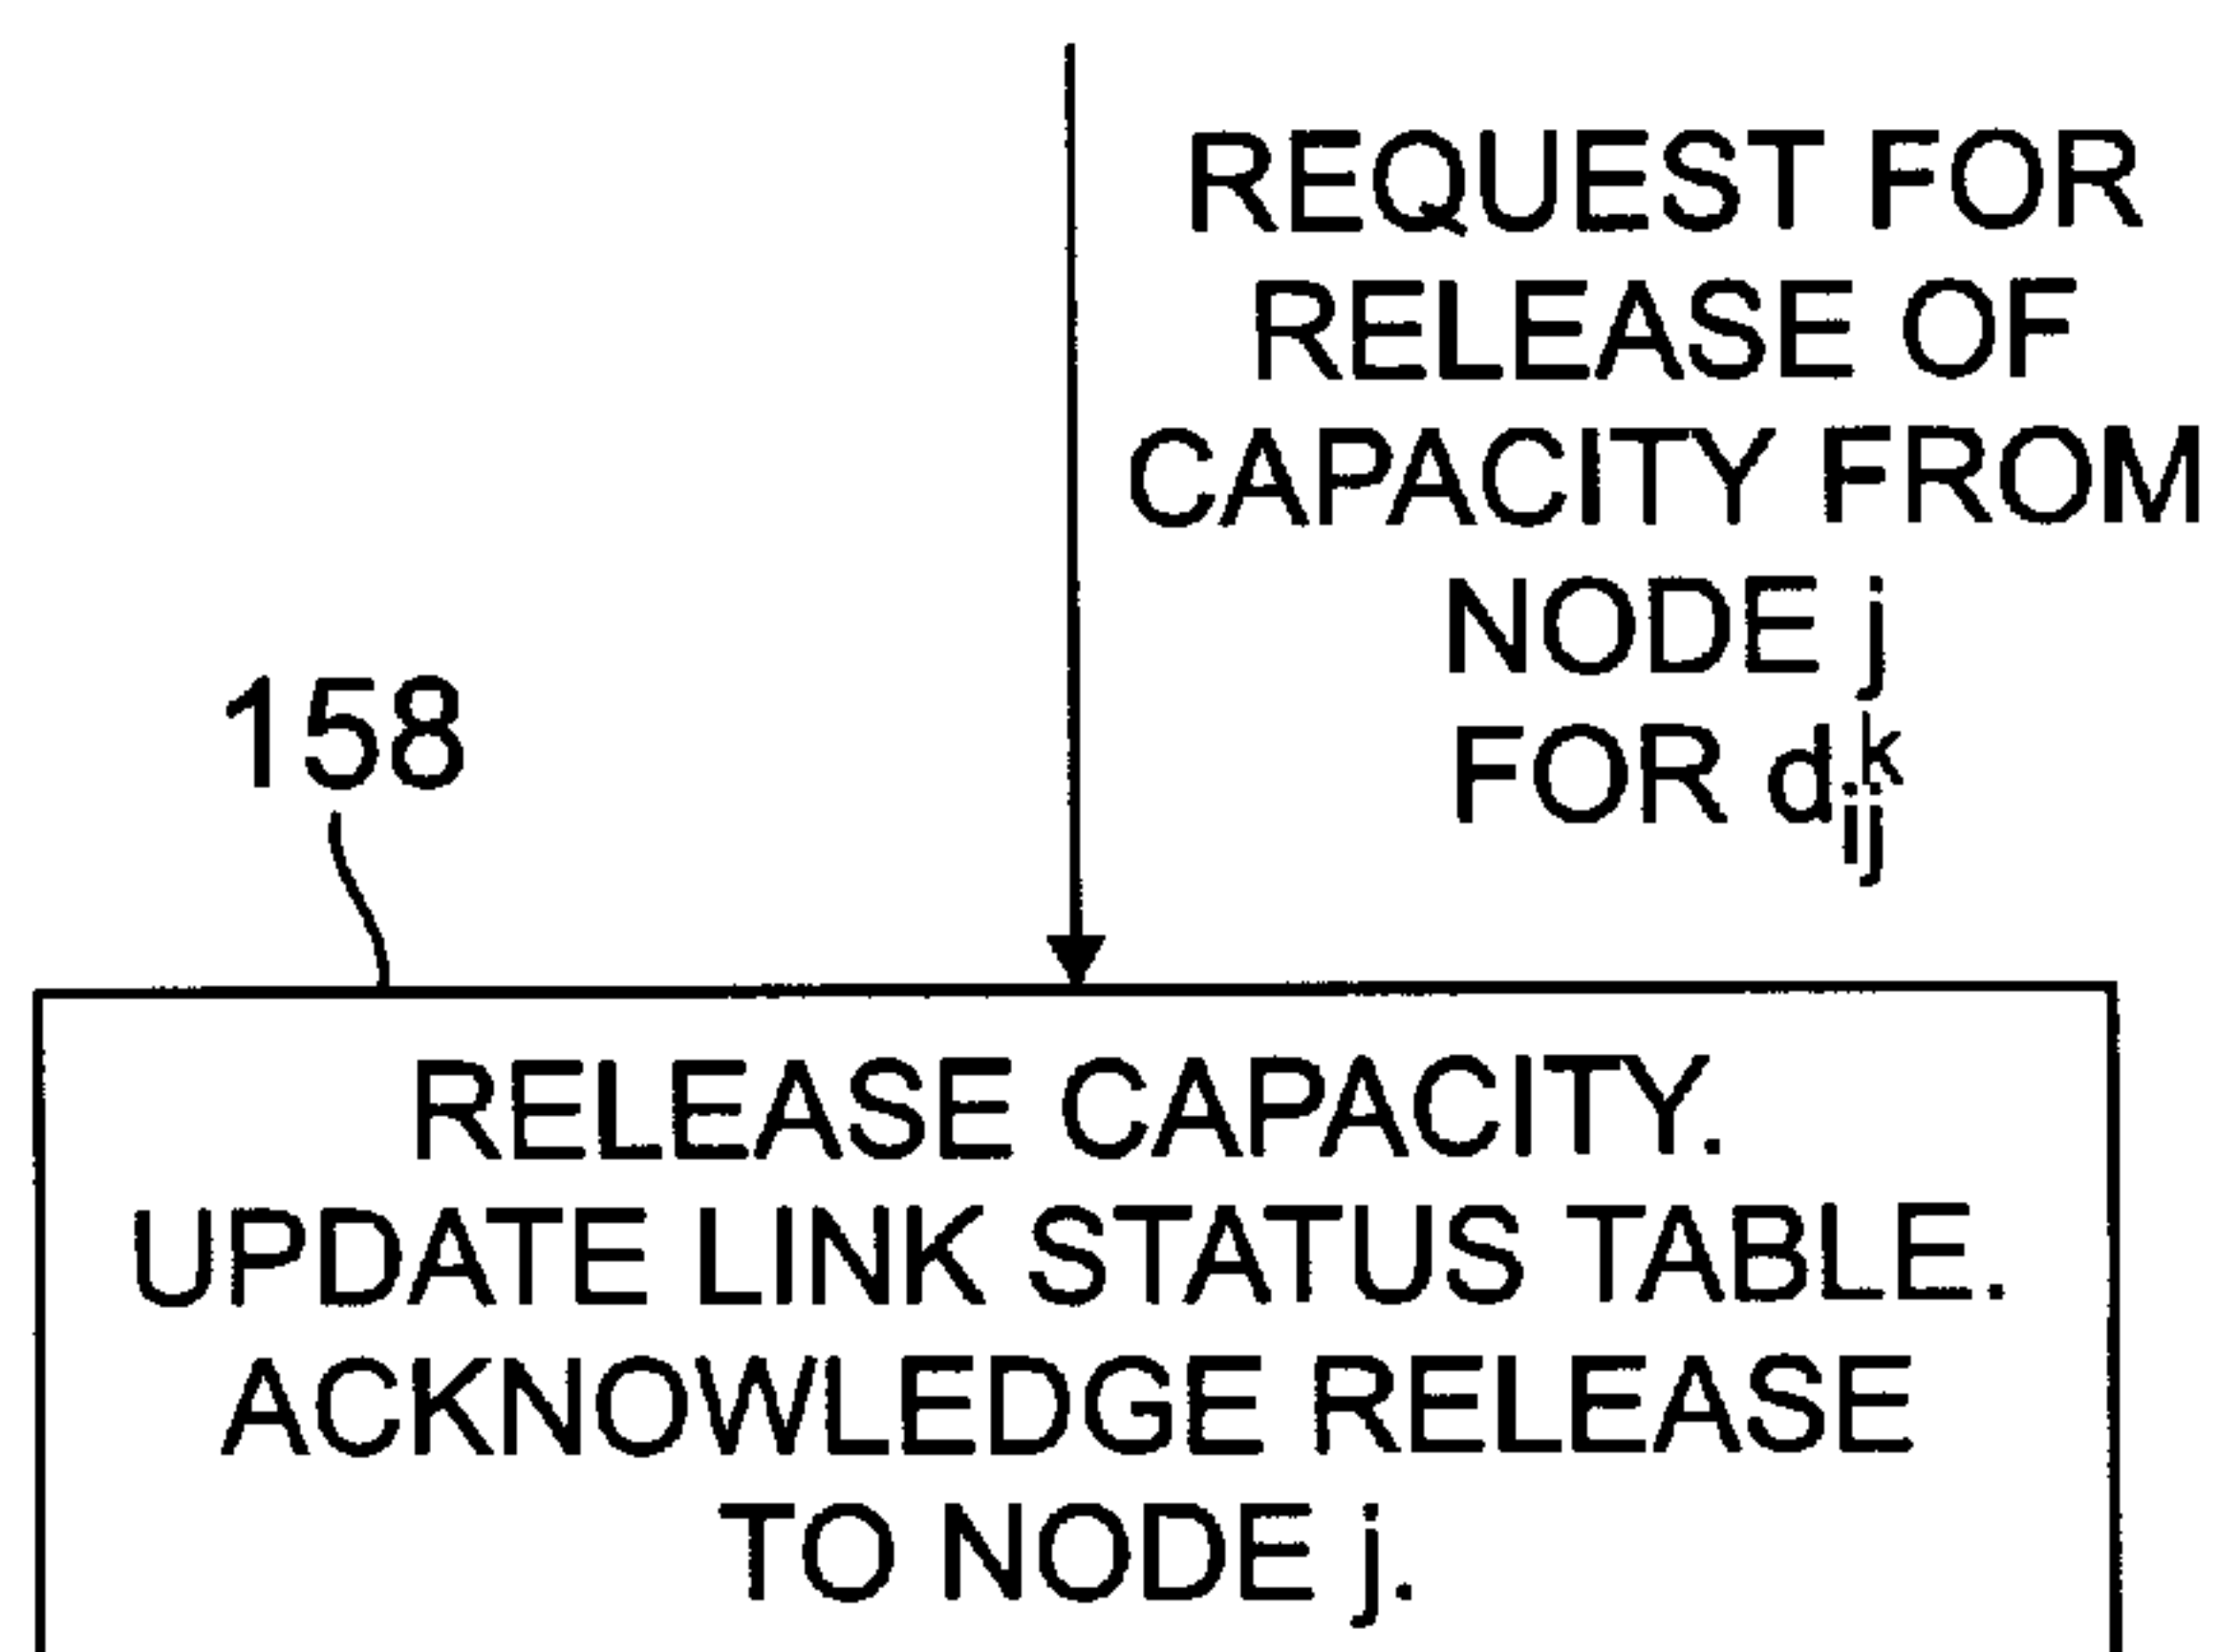 REQUEST FOR
RELEASE OF
CAPACITY FROM
NODE j
FOR d_{ij}^{k}
158
RELEASE CAPACITY.
UPDATE LINK STATUS TABLE.
ACKNOWLEDGE RELEASE
TO NODE j.